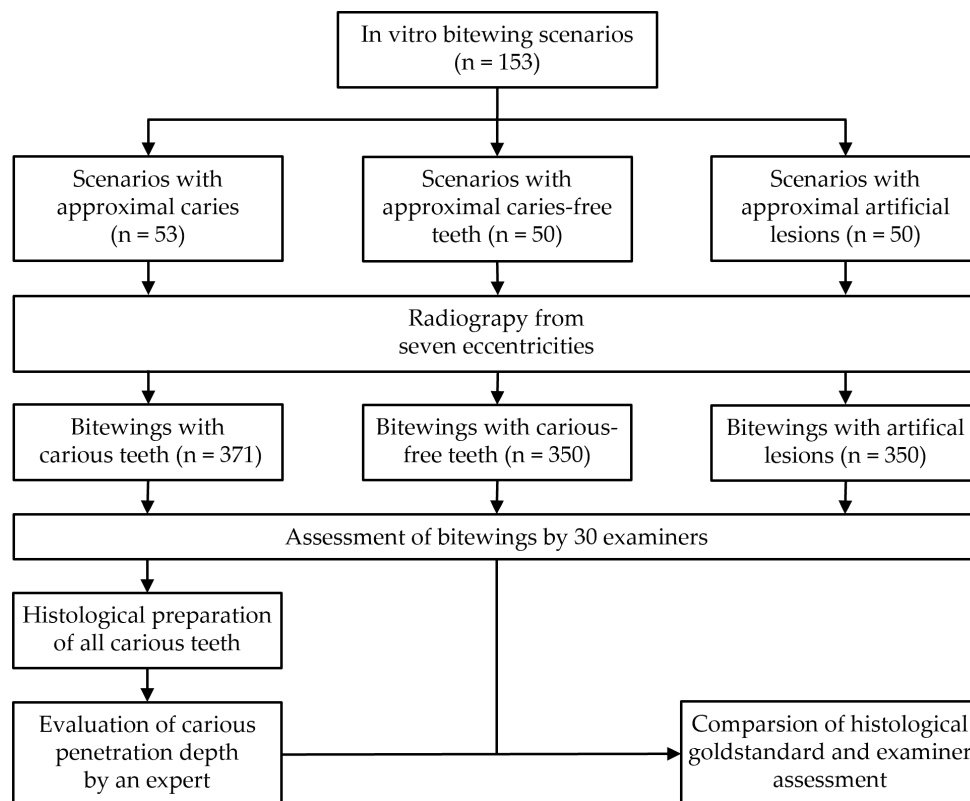 In vitro bitewing scenarios
(n = 153)
Scenarios with
approximal caries
(n = 53)
Scenarios with
approximal caries-free
teeth (n = 50)
Scenarios with
approximal artificial
lesions (n = 50)
Radiograpy from
seven eccentricities
Bitewings with
carious teeth (n = 371)
Bitewings with carious-
free teeth (n = 350)
Bitewings with artifical
lesions (n = 350)
Assessment of bitewings by 30 examiners
Histological preparation
of all carious teeth
Evaluation of carious
penetration depth
by an expert
Comparsion of histological
goldstandard and examiner
assessment